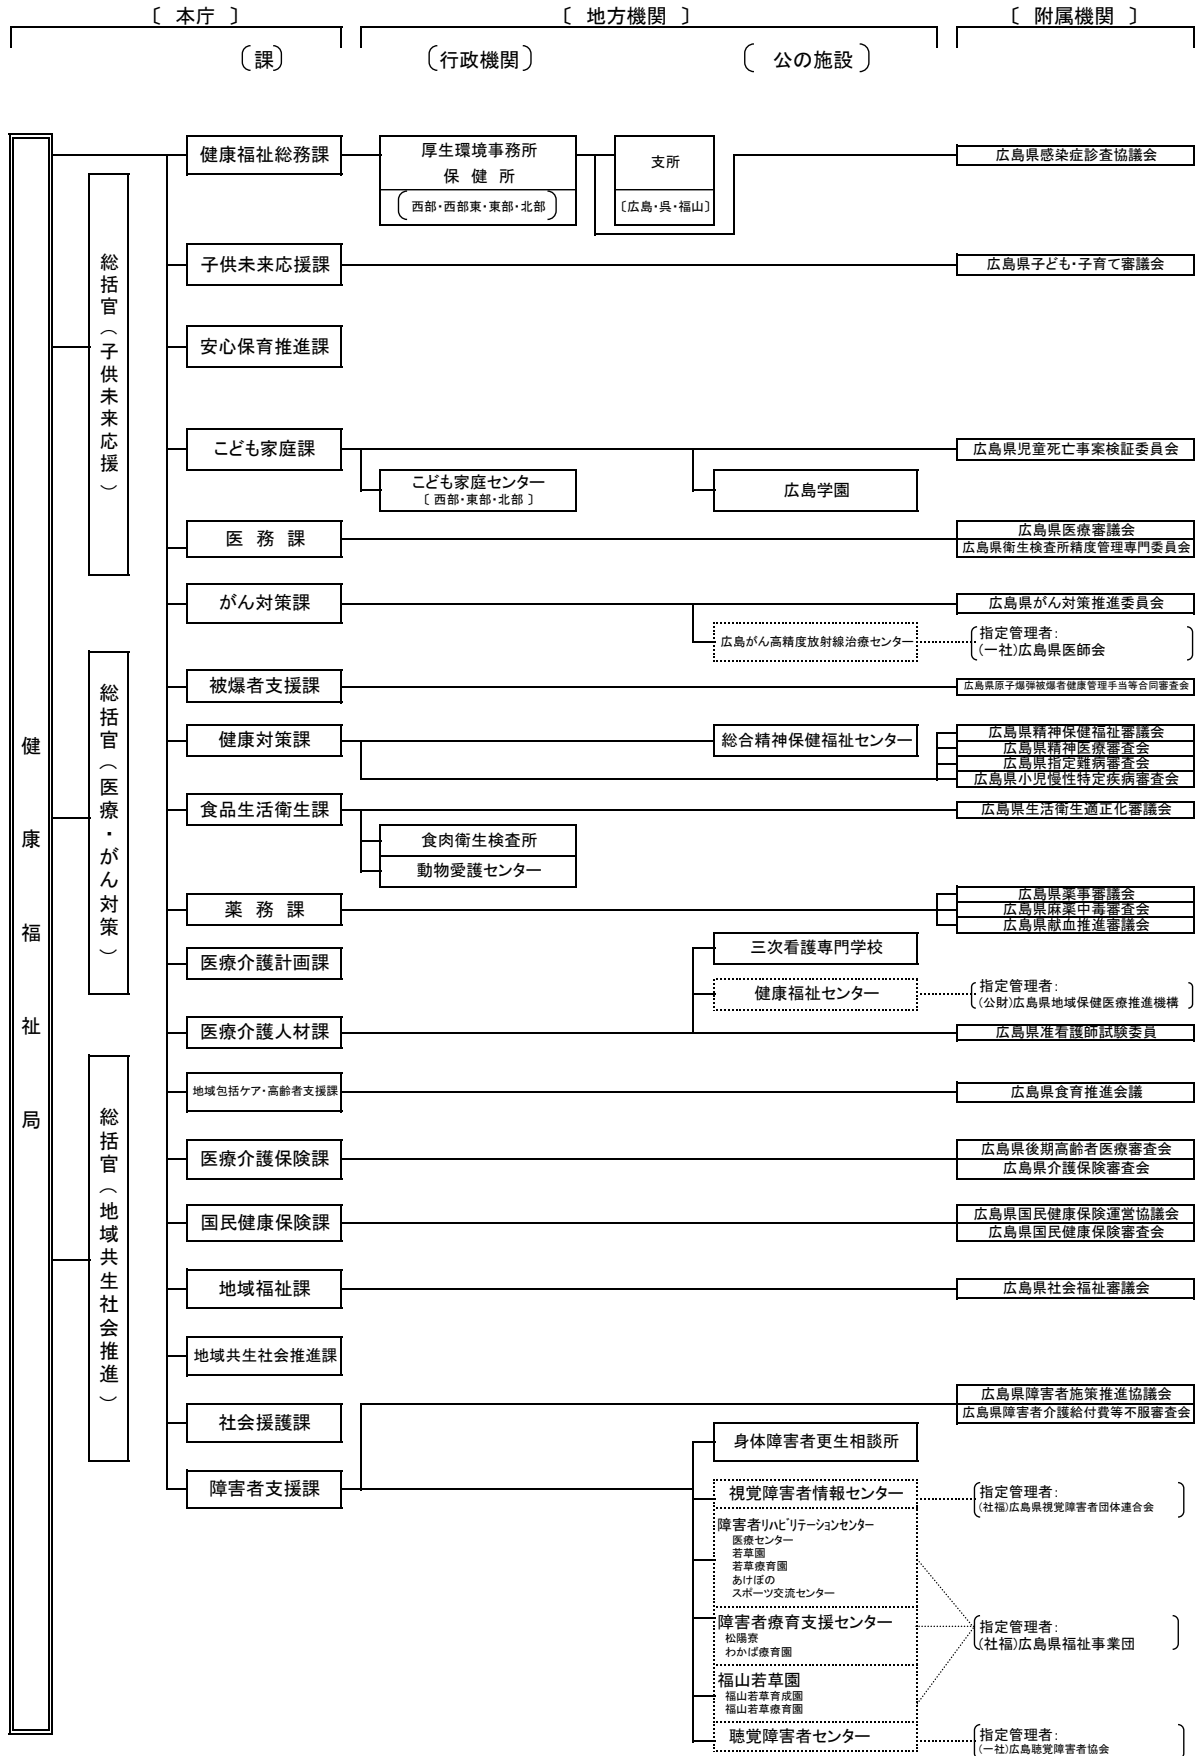 〔 本庁 〕
〔 地方機関 〕
〔 附属機関 〕
〔課〕
〔行政機関〕
〔 公の施設 〕
健康福祉局
総括官（子供未来応援）
総括官（医療・がん対策）
総括官（地域共生社会推進）
健康福祉総務課
厚生環境事務所
保 健 所
（西部・西部東・東部・北部）
支所
〔広島・呉・福山〕
広島県感染症診査協議会
子供未来応援課
広島県子ども・子育て審議会
安心保育推進課
こども家庭課
広島県児童死亡事案検証委員会
こども家庭センター
〔 西部・東部・北部 〕
広島学園
医 務 課
広島県医療審議会
広島県衛生検査所精度管理専門委員会
がん対策課
広島県がん対策推進委員会
広島がん高精度放射線治療センター
指定管理者:
(一社)広島県医師会
被爆者支援課
広島県原子爆弾被爆者健康管理手当等合同審査会
健康対策課
総合精神保健福祉センター
広島県精神保健福祉審議会
広島県精神医療審査会
広島県指定難病審査会
広島県小児慢性特定疾病審査会
食品生活衛生課
広島県生活衛生適正化審議会
食肉衛生検査所
動物愛護センター
薬 務 課
広島県薬事審議会
広島県麻薬中毒審査会
広島県献血推進審議会
三次看護専門学校
医療介護計画課
健康福祉センター
指定管理者:
(公財)広島県地域保健医療推進機構
医療介護人材課
広島県准看護師試験委員
地域包括ケア・高齢者支援課
広島県食育推進会議
医療介護保険課
広島県後期高齢者医療審査会
広島県介護保険審査会
国民健康保険課
広島県国民健康保険運営協議会
広島県国民健康保険審査会
地域福祉課
広島県社会福祉審議会
地域共生社会推進課
広島県障害者施策推進協議会
広島県障害者介護給付費等不服審査会
社会援護課
身体障害者更生相談所
障害者支援課
視覚障害者情報センター
指定管理者:
(社福)広島県視覚障害者団体連合会
障害者ﾘﾊﾋﾞﾘﾃｰｼｮﾝセンター
医療センター
若草園
若草療育園
あけぼの
スポーツ交流センター
障害者療育支援センター
松陽寮
わかば療育園
指定管理者:
(社福)広島県福祉事業団
福山若草園
福山若草育成園
福山若草療育園
聴覚障害者センター
指定管理者:
(一社)広島聴覚障害者協会